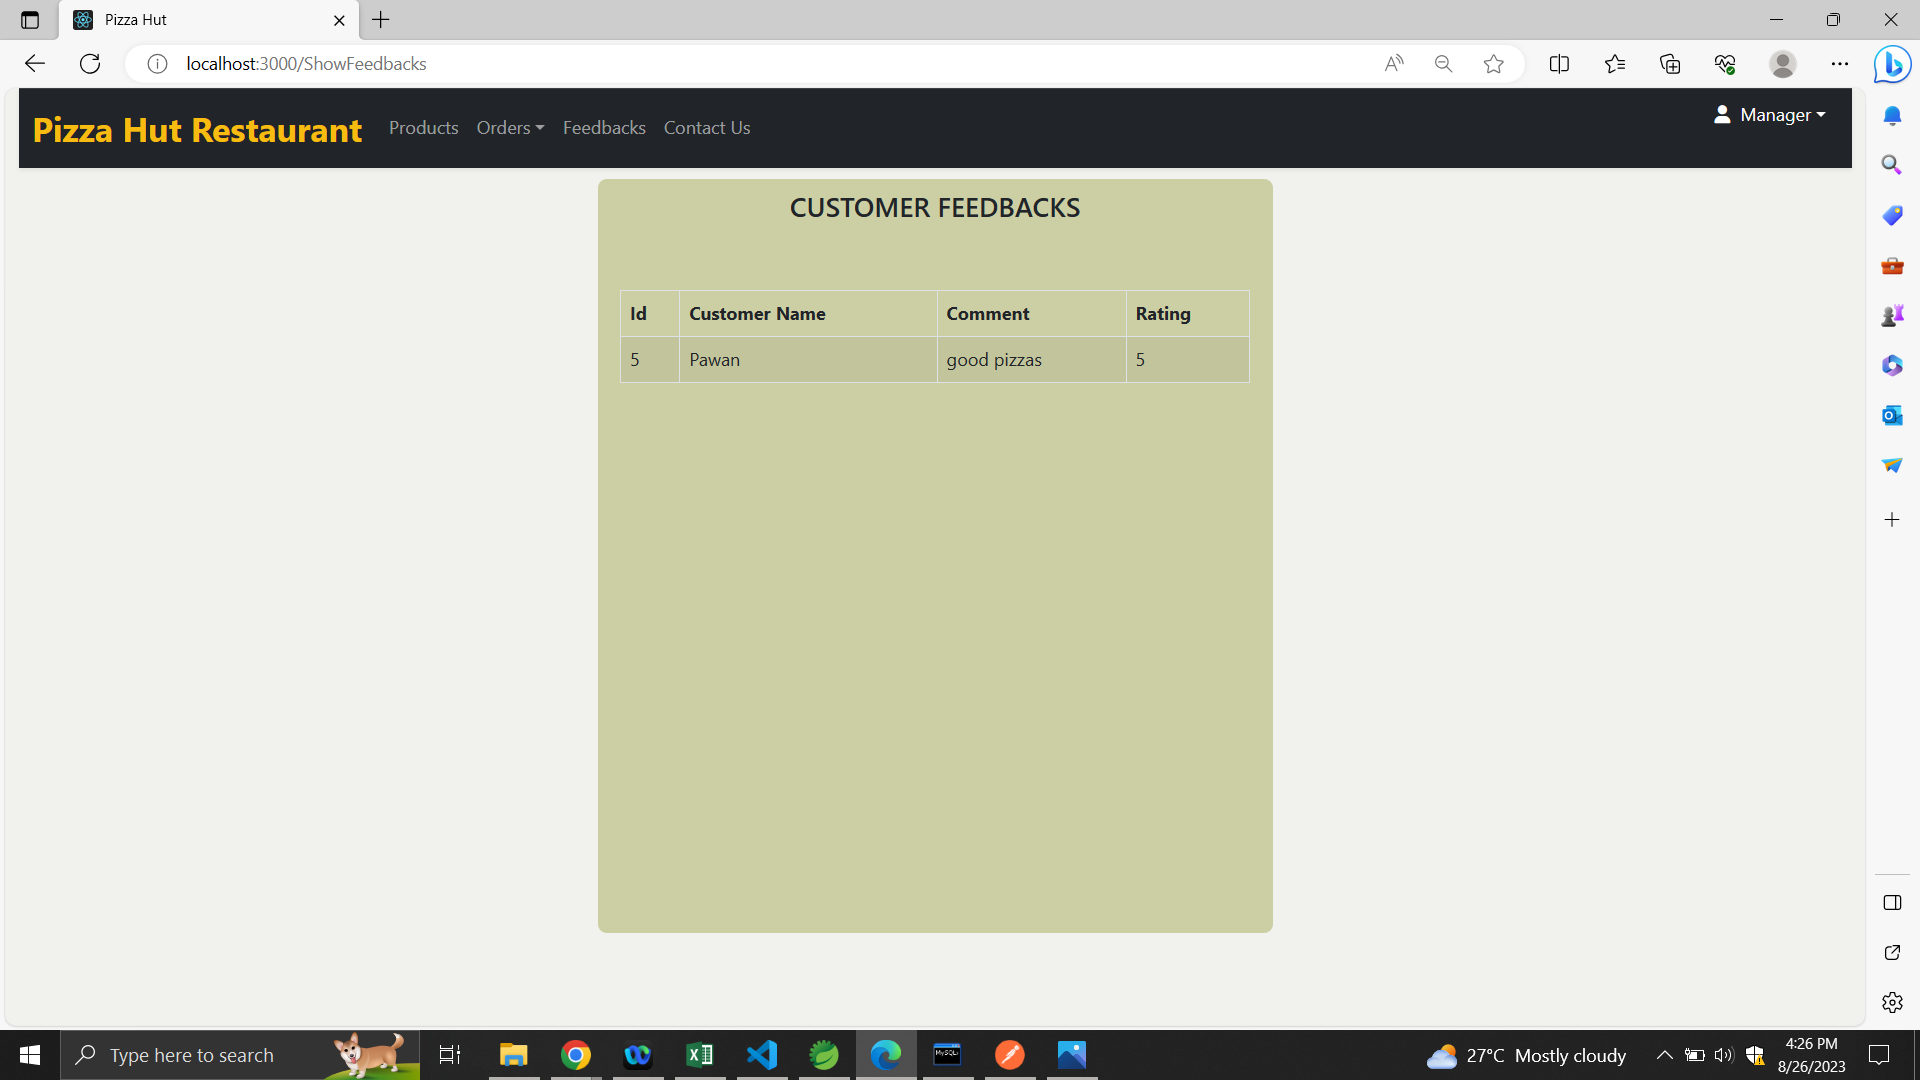 Pizza Hut
localhost:3000/ShowFeedbacks
Pizza Hut Restaurant Products Orders Feedbacks Contact Us Manager
CUSTOMER FEEDBACKS
Id Customer Name Comment Rating
5 Pawan good pizzas 5
Type here to search
MySQL
27°C Mostly cloudy
4:26 PM
8/26/2023